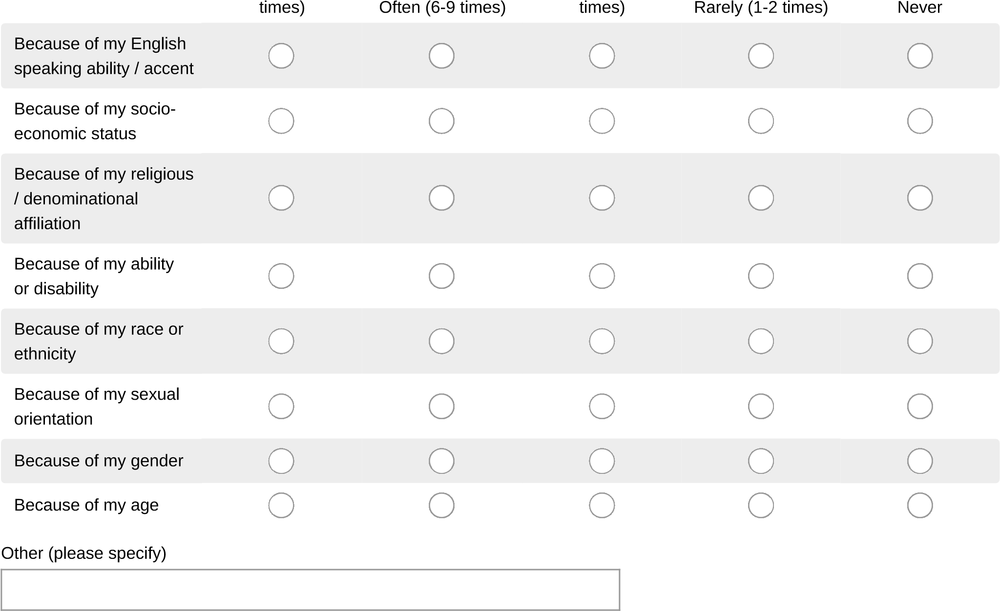 times) Often (6-9 times) times) Rarely (1-2 times) Never
Because of my English
speaking ability / accent
Because of my socio-
economic status
Because of my religious
/ denominational
affiliation
Because of my ability
or disability
Because of my race or
ethnicity
Because of my sexual
orientation
Because of my gender
Because of my age
Other (please specify)